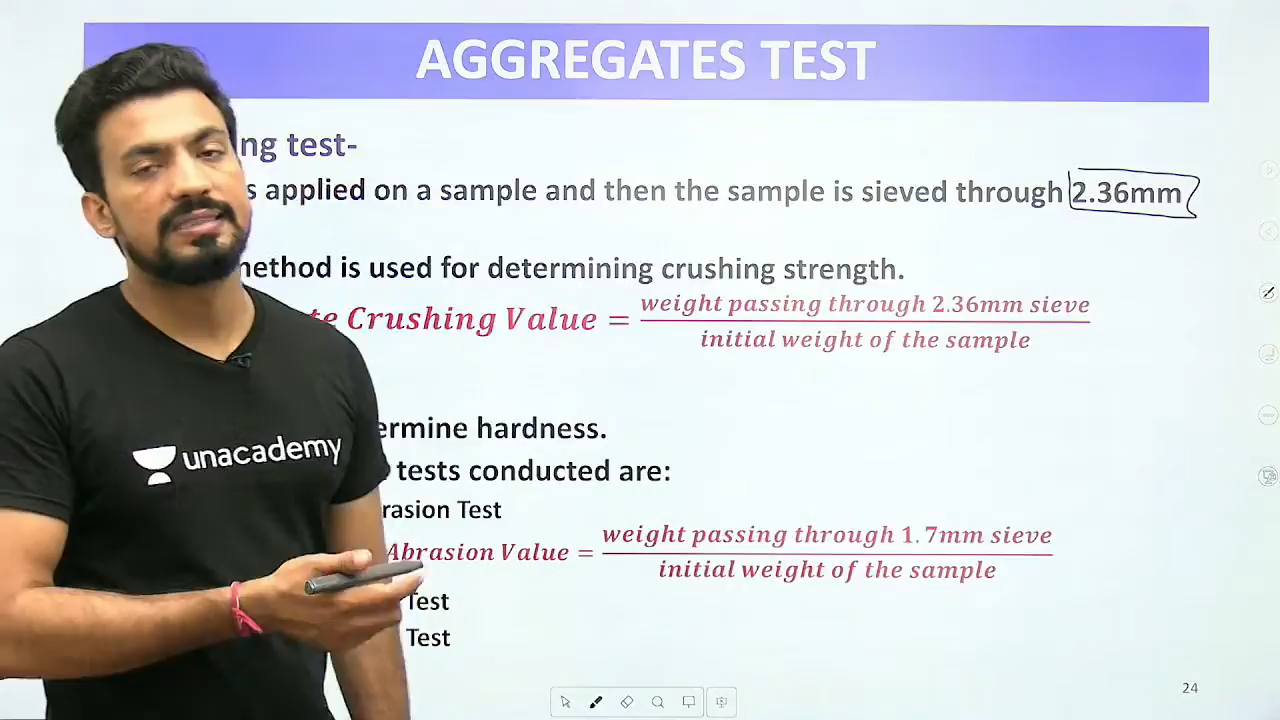 AGGREGATES TEST
ng test-
s applied on a sample and then the sample is sieved through 2.36mm
method is used for determining crushing strength.
te Crushing Value = weight passing through 2.36mm sieve
initial weight of the sample
ermine hardness.
tests conducted are:
rasion Test
unacademy
Abrasion Value = weight passing through 1.7mm sieve
initial weight of the sample
Test
Test
24